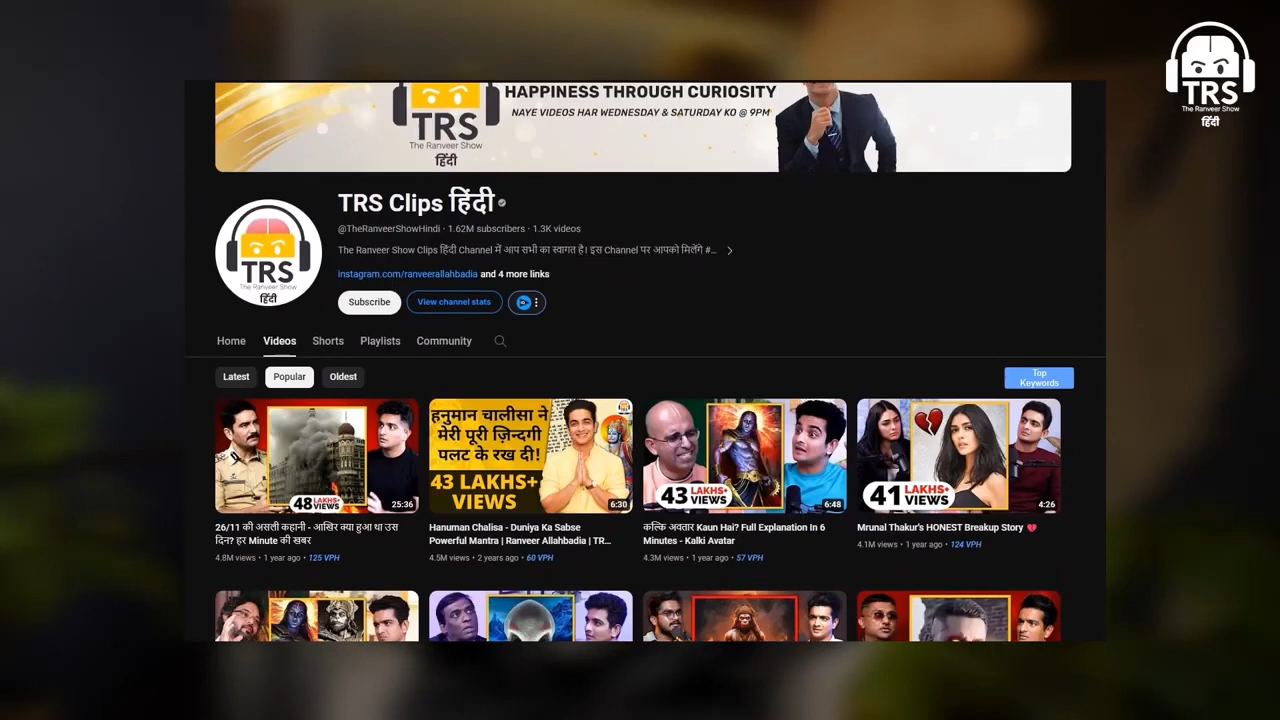 TRS
The Ranveer Show
हिंदी
HAPPINESS THROUGH CURIOSITY
NAYE VIDEOS HAR WEDNESDAY & SATURDAY KO @ 9PM
TRS
The Ranveer Show
हिंदी
TRS
The Ranveer Show
हिंदी
TRS Clips हिंदी
@TheRanveerShowHindi · 1.62M subscribers · 1.3K videos
The Ranveer Show Clips हिंदी Channel में आप सभी का स्वागत है। इस Channel पर आपको मिलेंगे #...
instagram.com/ranveerallahbadia and 4 more links
Subscribe
View channel stats
Home Videos Shorts Playlists Community
Latest Popular Oldest
Top
Keywords
48 LAKHS+
VIEWS
25:36
26/11 की असली कहानी - आखिर क्या हुआ था उस
दिन? हर Minute की खबर
4.8M views • 1 year ago • 125 VPH
हनुमान चालीसा ने
मेरी पूरी ज़िन्दगी
पलट के रख दी!
43 LAKHS+
VIEWS
6:30
Hanuman Chalisa - Duniya Ka Sabse
Powerful Mantra | Ranveer Allahbadia | TR...
4.5M views • 2 years ago • 60 VPH
43 LAKHS+
VIEWS
6:48
कल्कि अवतार Kaun Hai? Full Explanation In 6
Minutes - Kalki Avatar
4.3M views • 1 year ago • 57 VPH
41 LAKHS+
VIEWS
4:26
Mrunal Thakur's HONEST Breakup Story 💔
4.1M views • 1 year ago • 124 VPH